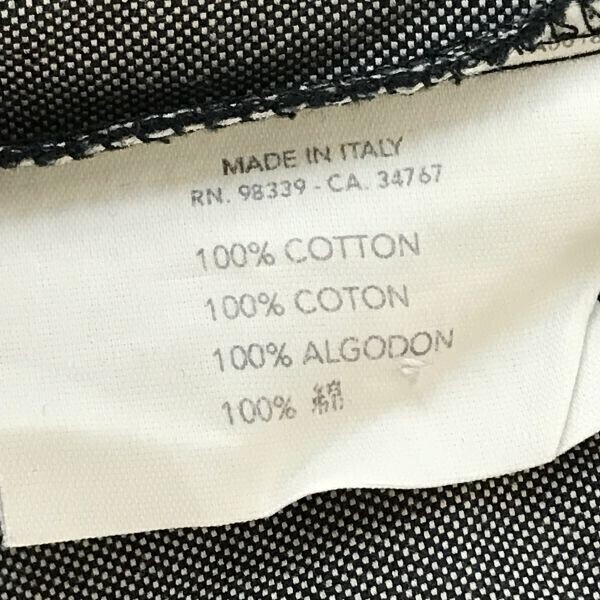 MADE IN ITALY
RN. 98339 - CA. 34767
100% COTTON
100% COTON
100% ALGODON
100% 綿